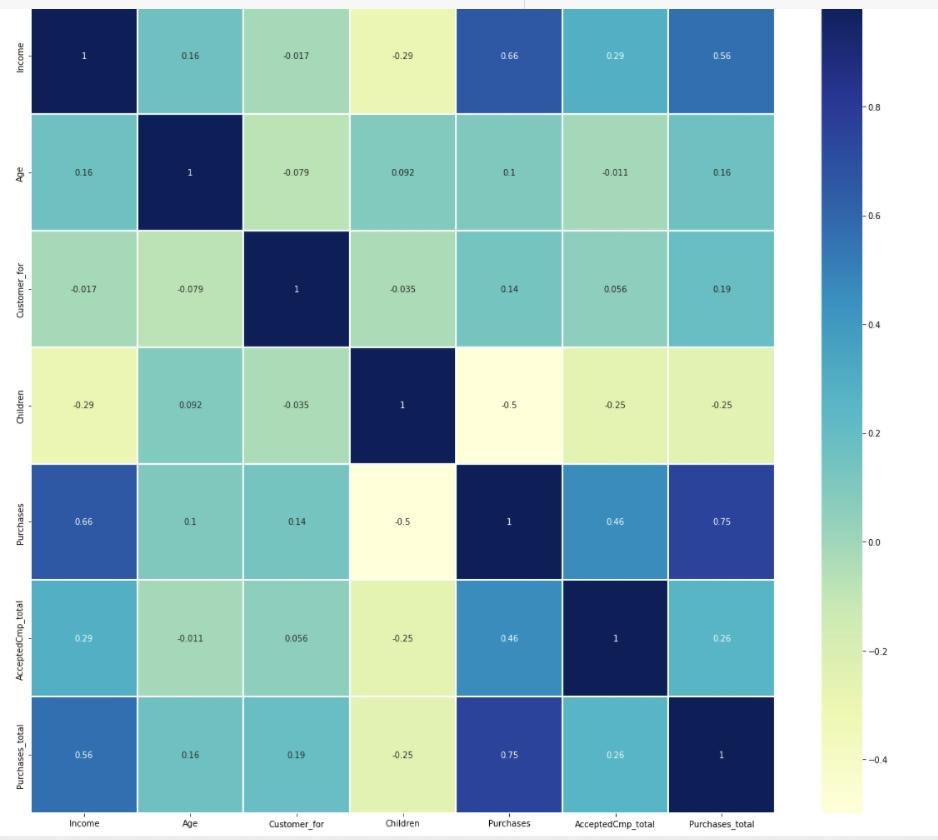 Income 1 0.16 -0.017 -0.29 0.66 0.29 0.56
0.8
Age 0.16 1 -0.079 0.092 0.1 -0.011 0.16
0.6
Customer_for -0.017 -0.079 1 -0.035 0.14 0.056 0.19
0.4
Children -0.29 0.092 -0.035 1 -0.5 -0.25 -0.25
0.2
Purchases 0.66 0.1 0.14 -0.5 1 0.46 0.75
0.0
AcceptedCmp_total 0.29 -0.011 0.056 -0.25 0.46 1 0.26
−0.2
Purchases_total 0.56 0.16 0.19 -0.25 0.75 0.26 1
−0.4
Income Age Customer_for Children Purchases AcceptedCmp_total Purchases_total